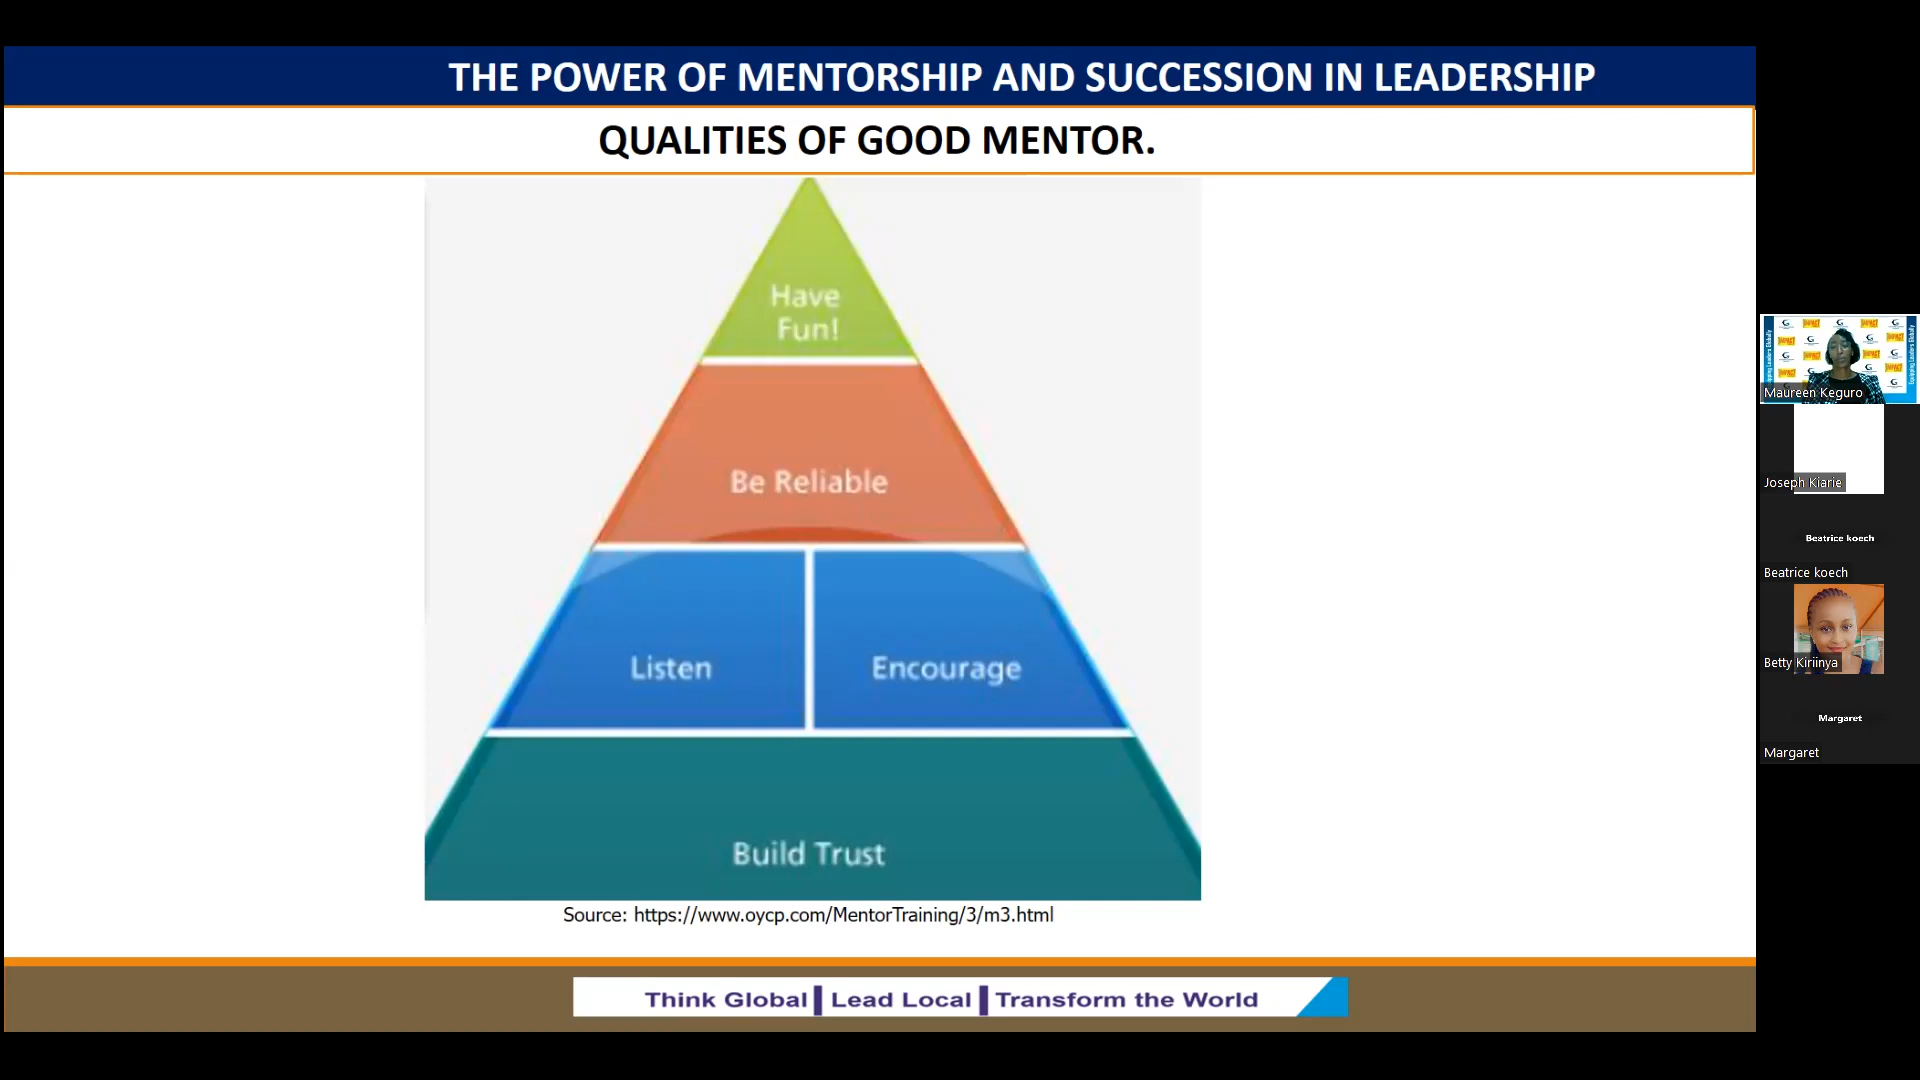 THE POWER OF MENTORSHIP AND SUCCESSION IN LEADERSHIP
QUALITIES OF GOOD MENTOR.
Have
Fun!
Be Reliable
Listen
Encourage
Build Trust
Source: https://www.oycp.com/MentorTraining/3/m3.html
Think Global
Lead Local
Transform the World
Maureen Keguro
Joseph Kiarie
Beatrice koech
Beatrice koech
Betty Kiriinya
Margaret
Margaret